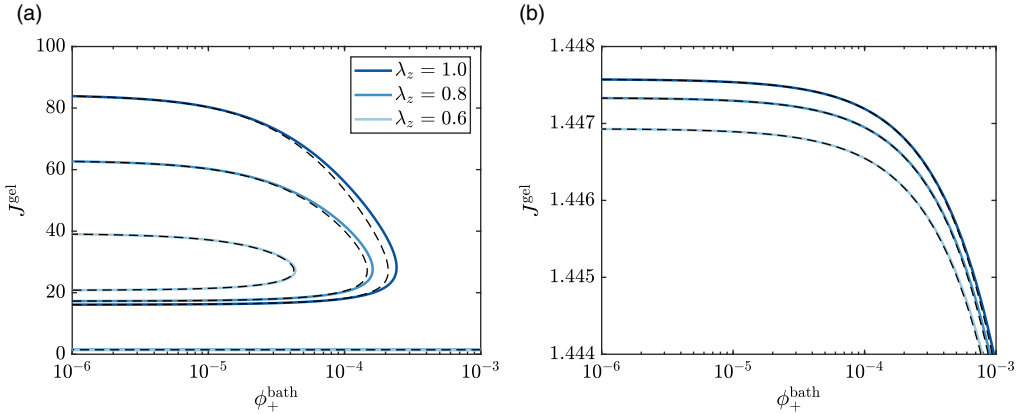 (a)
100
80
60
40
20
0
J^gel
10^−6
10^−5
10^−4
10^−3
ϕ_+^bath
λ_z = 1.0
λ_z = 0.8
λ_z = 0.6
(b)
1.448
1.447
1.446
1.445
1.444
J^gel
10^−6
10^−5
10^−4
10^−3
ϕ_+^bath